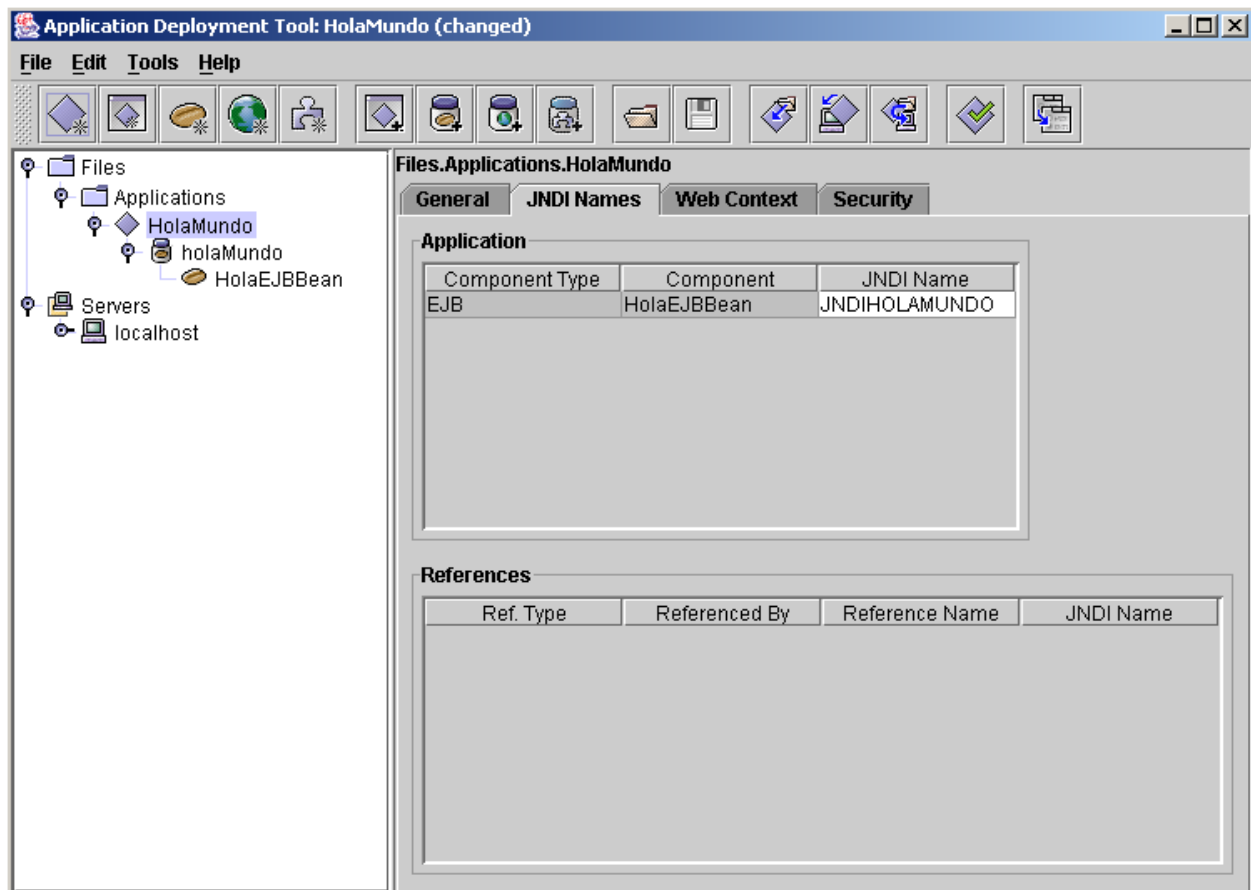 Application Deployment Tool: HolaMundo (changed)
File Edit Tools Help
Files
Applications
HolaMundo
holaMundo
HolaEJBBean
Servers
localhost
Files.Applications.HolaMundo
General JNDI Names Web Context Security
Application
Component Type Component JNDI Name
EJB HolaEJBBean JNDIHOLAMUNDO
References
Ref. Type Referenced By Reference Name JNDI Name